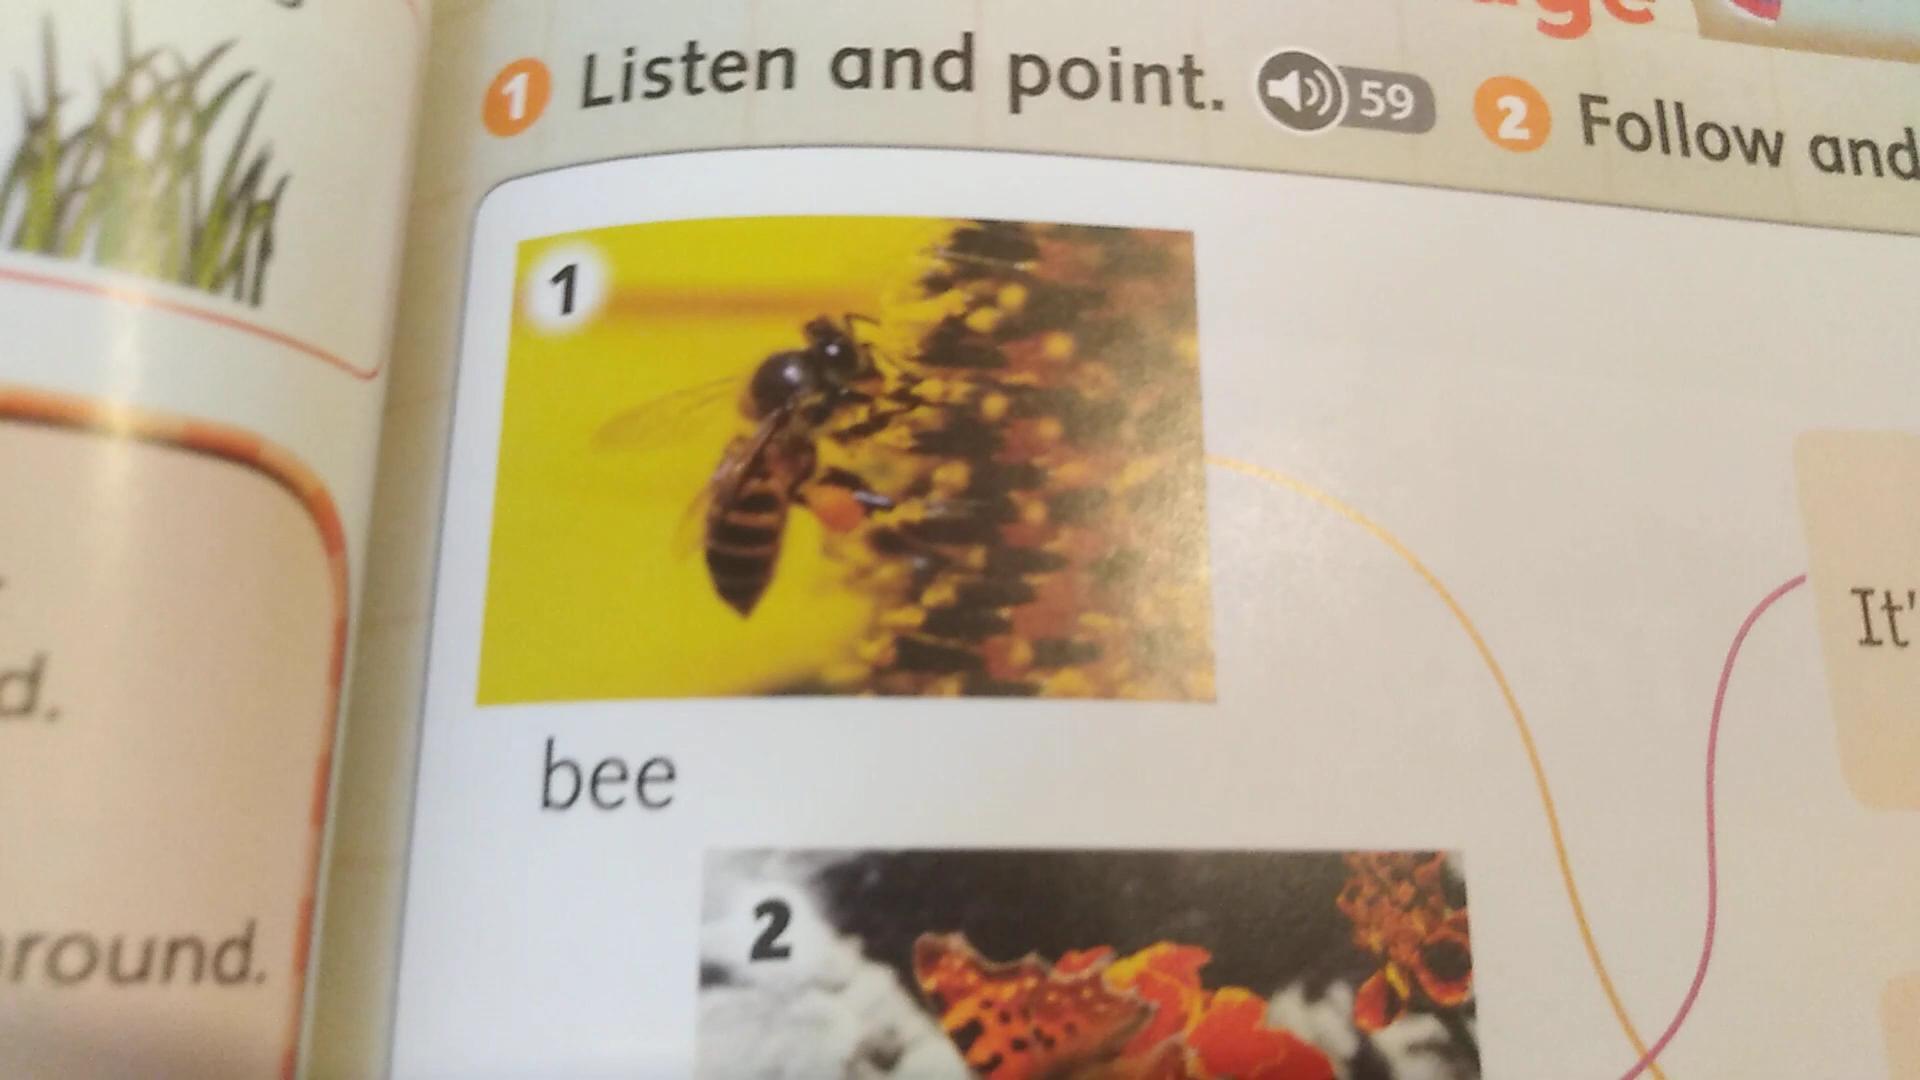 d.
round.
1 Listen and point. 59 2 Follow and
1
bee
2
It'